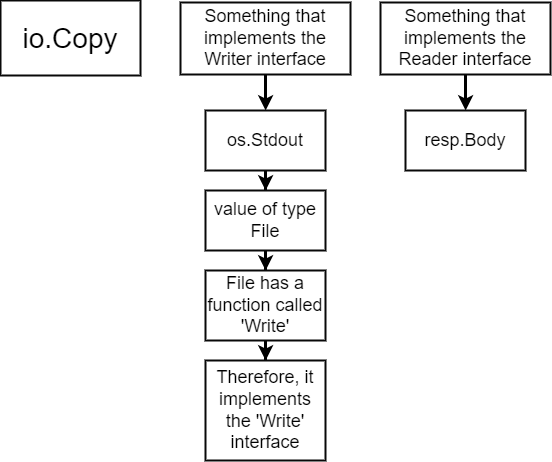 io.Copy
Something that
implements the
Writer interface
Something that
implements the
Reader interface
os.Stdout
resp.Body
value of type
File
File has a
function called
'Write'
Therefore, it
implements
the 'Write'
interface